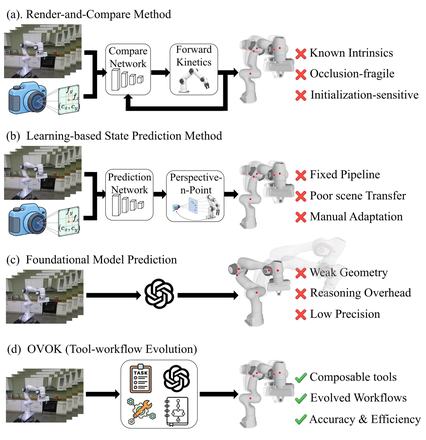 (a). Render-and-Compare Method
Compare
Network
Forward
Kinetics
Known Intrinsics
Occlusion-fragile
Initialization-sensitive
(b) Learning-based State Prediction Method
Prediction
Network
Perspective-
n-Point
Fixed Pipeline
Poor scene Transfer
Manual Adaptation
(c) Foundational Model Prediction
Weak Geometry
Reasoning Overhead
Low Precision
(d) OVOK (Tool-workflow Evolution)
TASK
Composable tools
Evolved Workflows
Accuracy & Efficiency